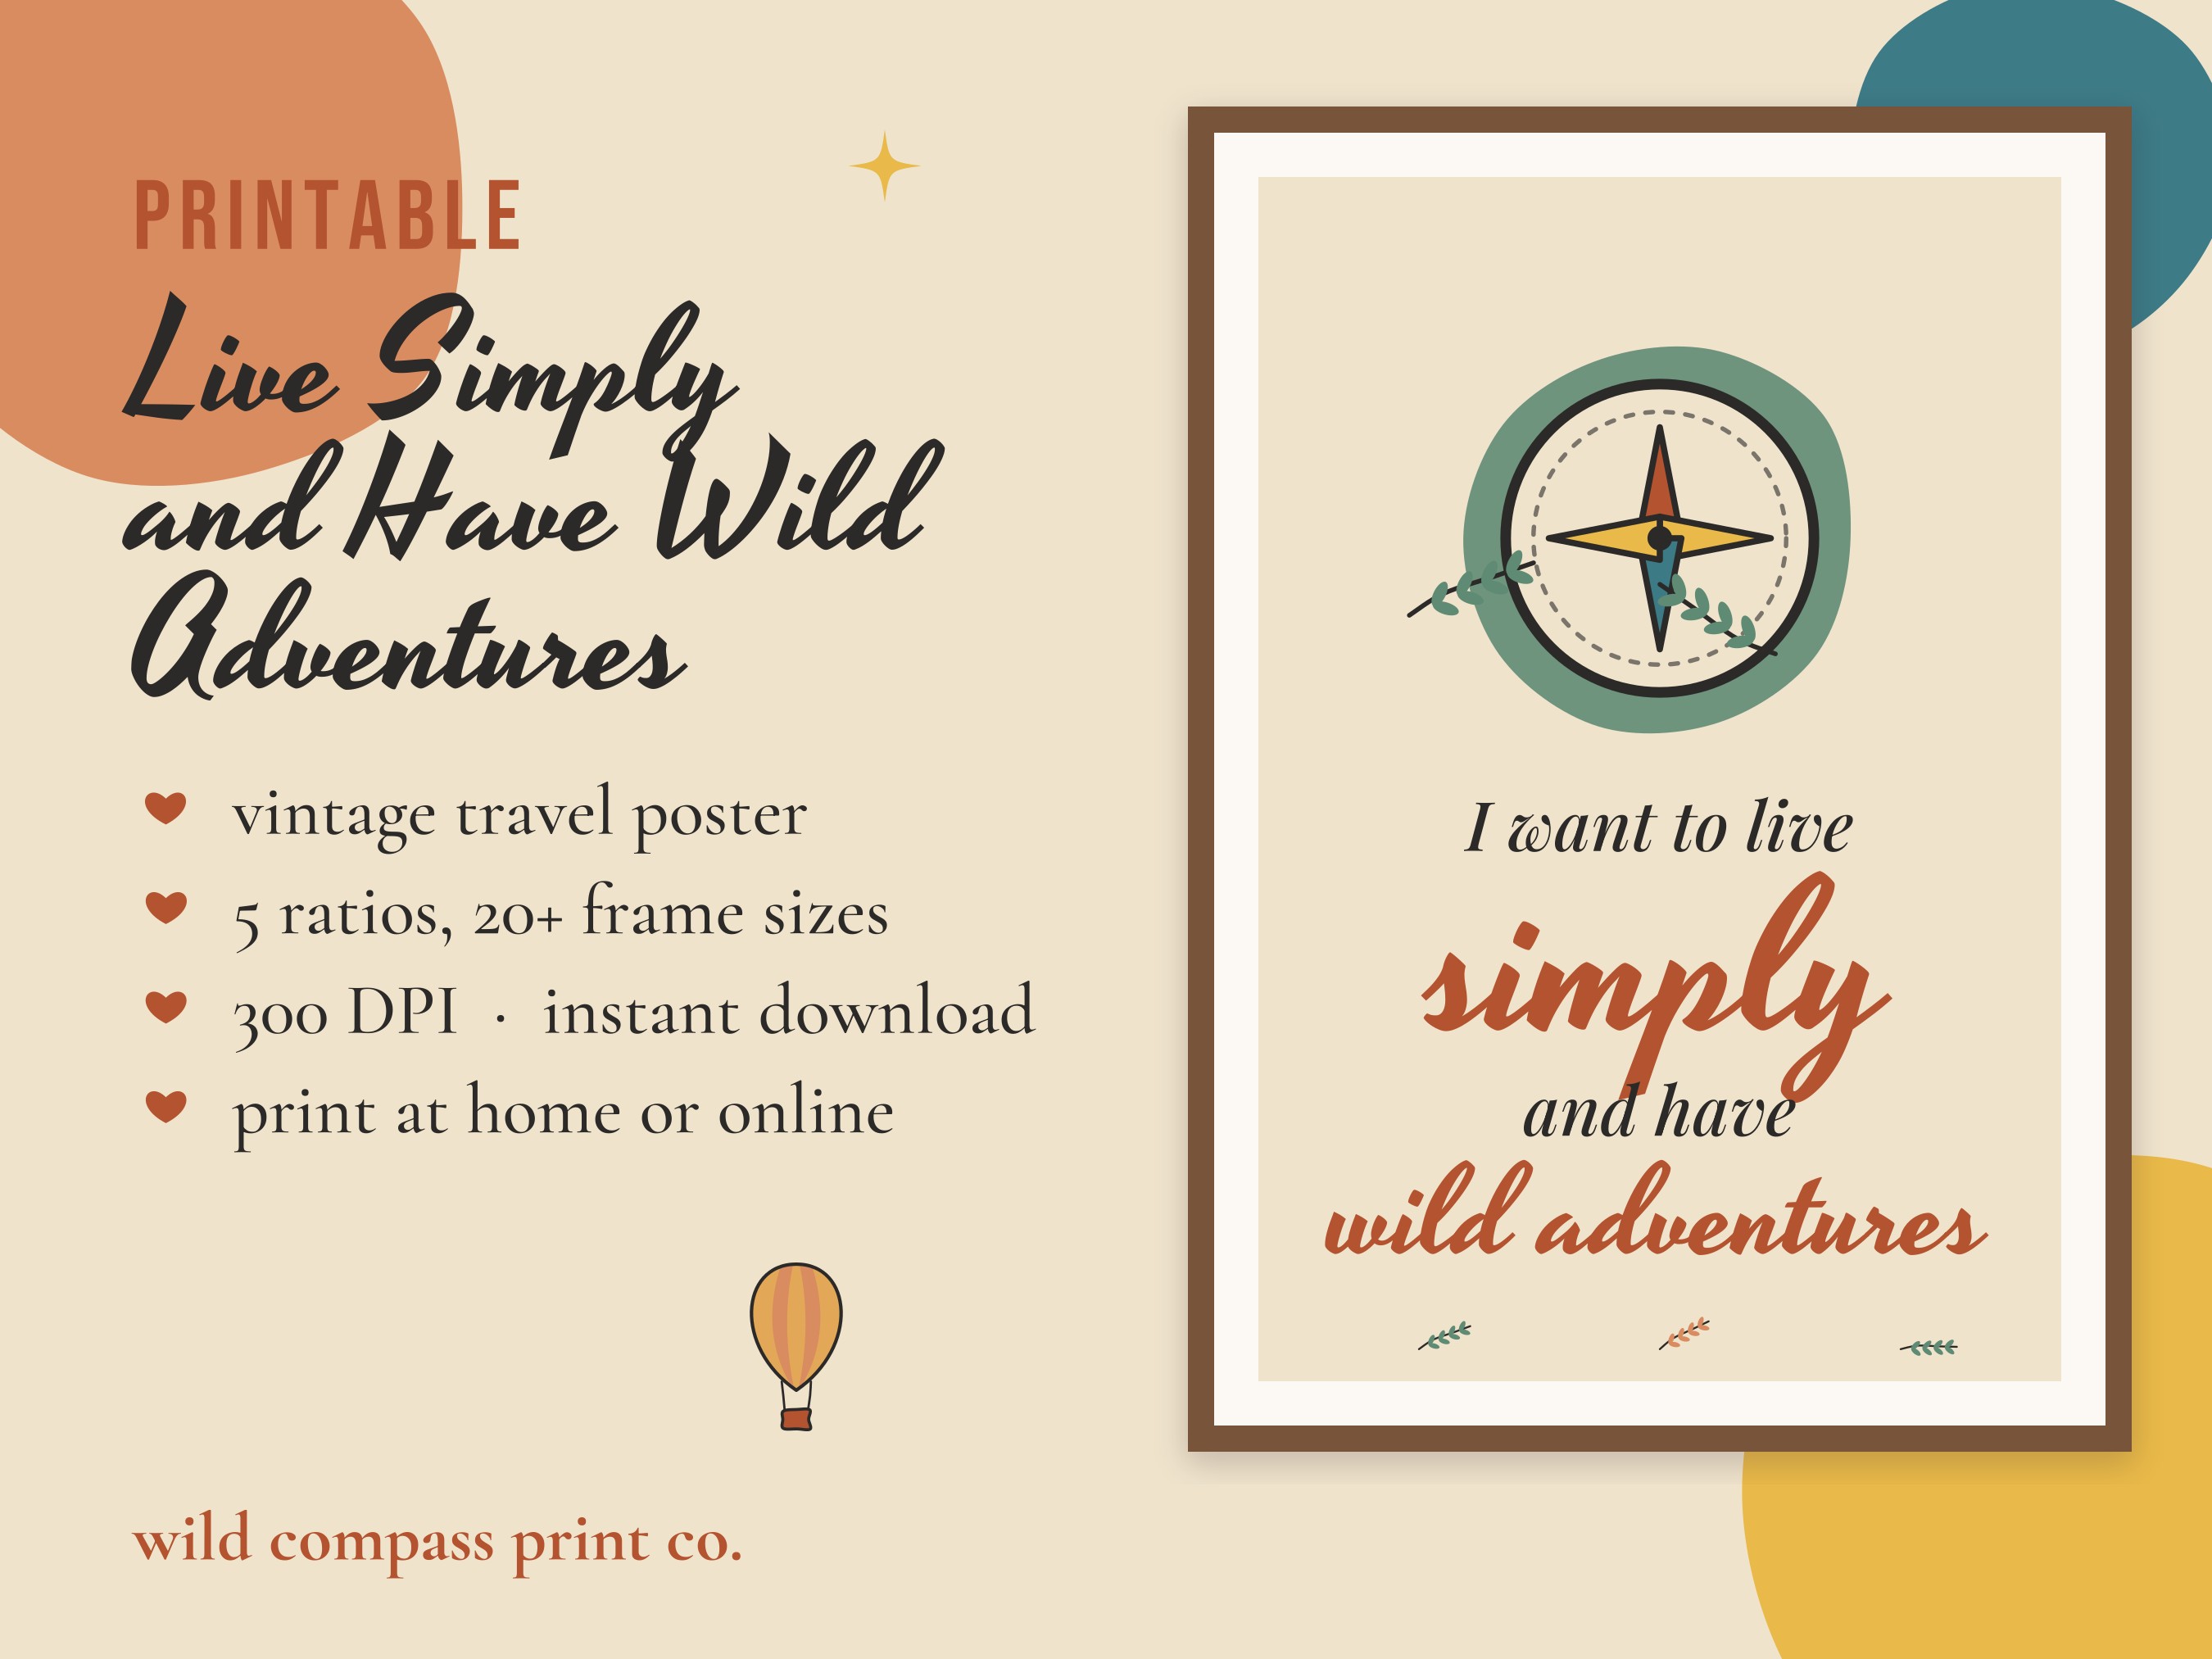 PRINTABLE
Live Simply
and Have Wild
Adventures
vintage travel poster
5 ratios, 20+ frame sizes
300 DPI · instant download
print at home or online
wild compass print co.
I want to live
simply
and have
wild adventures